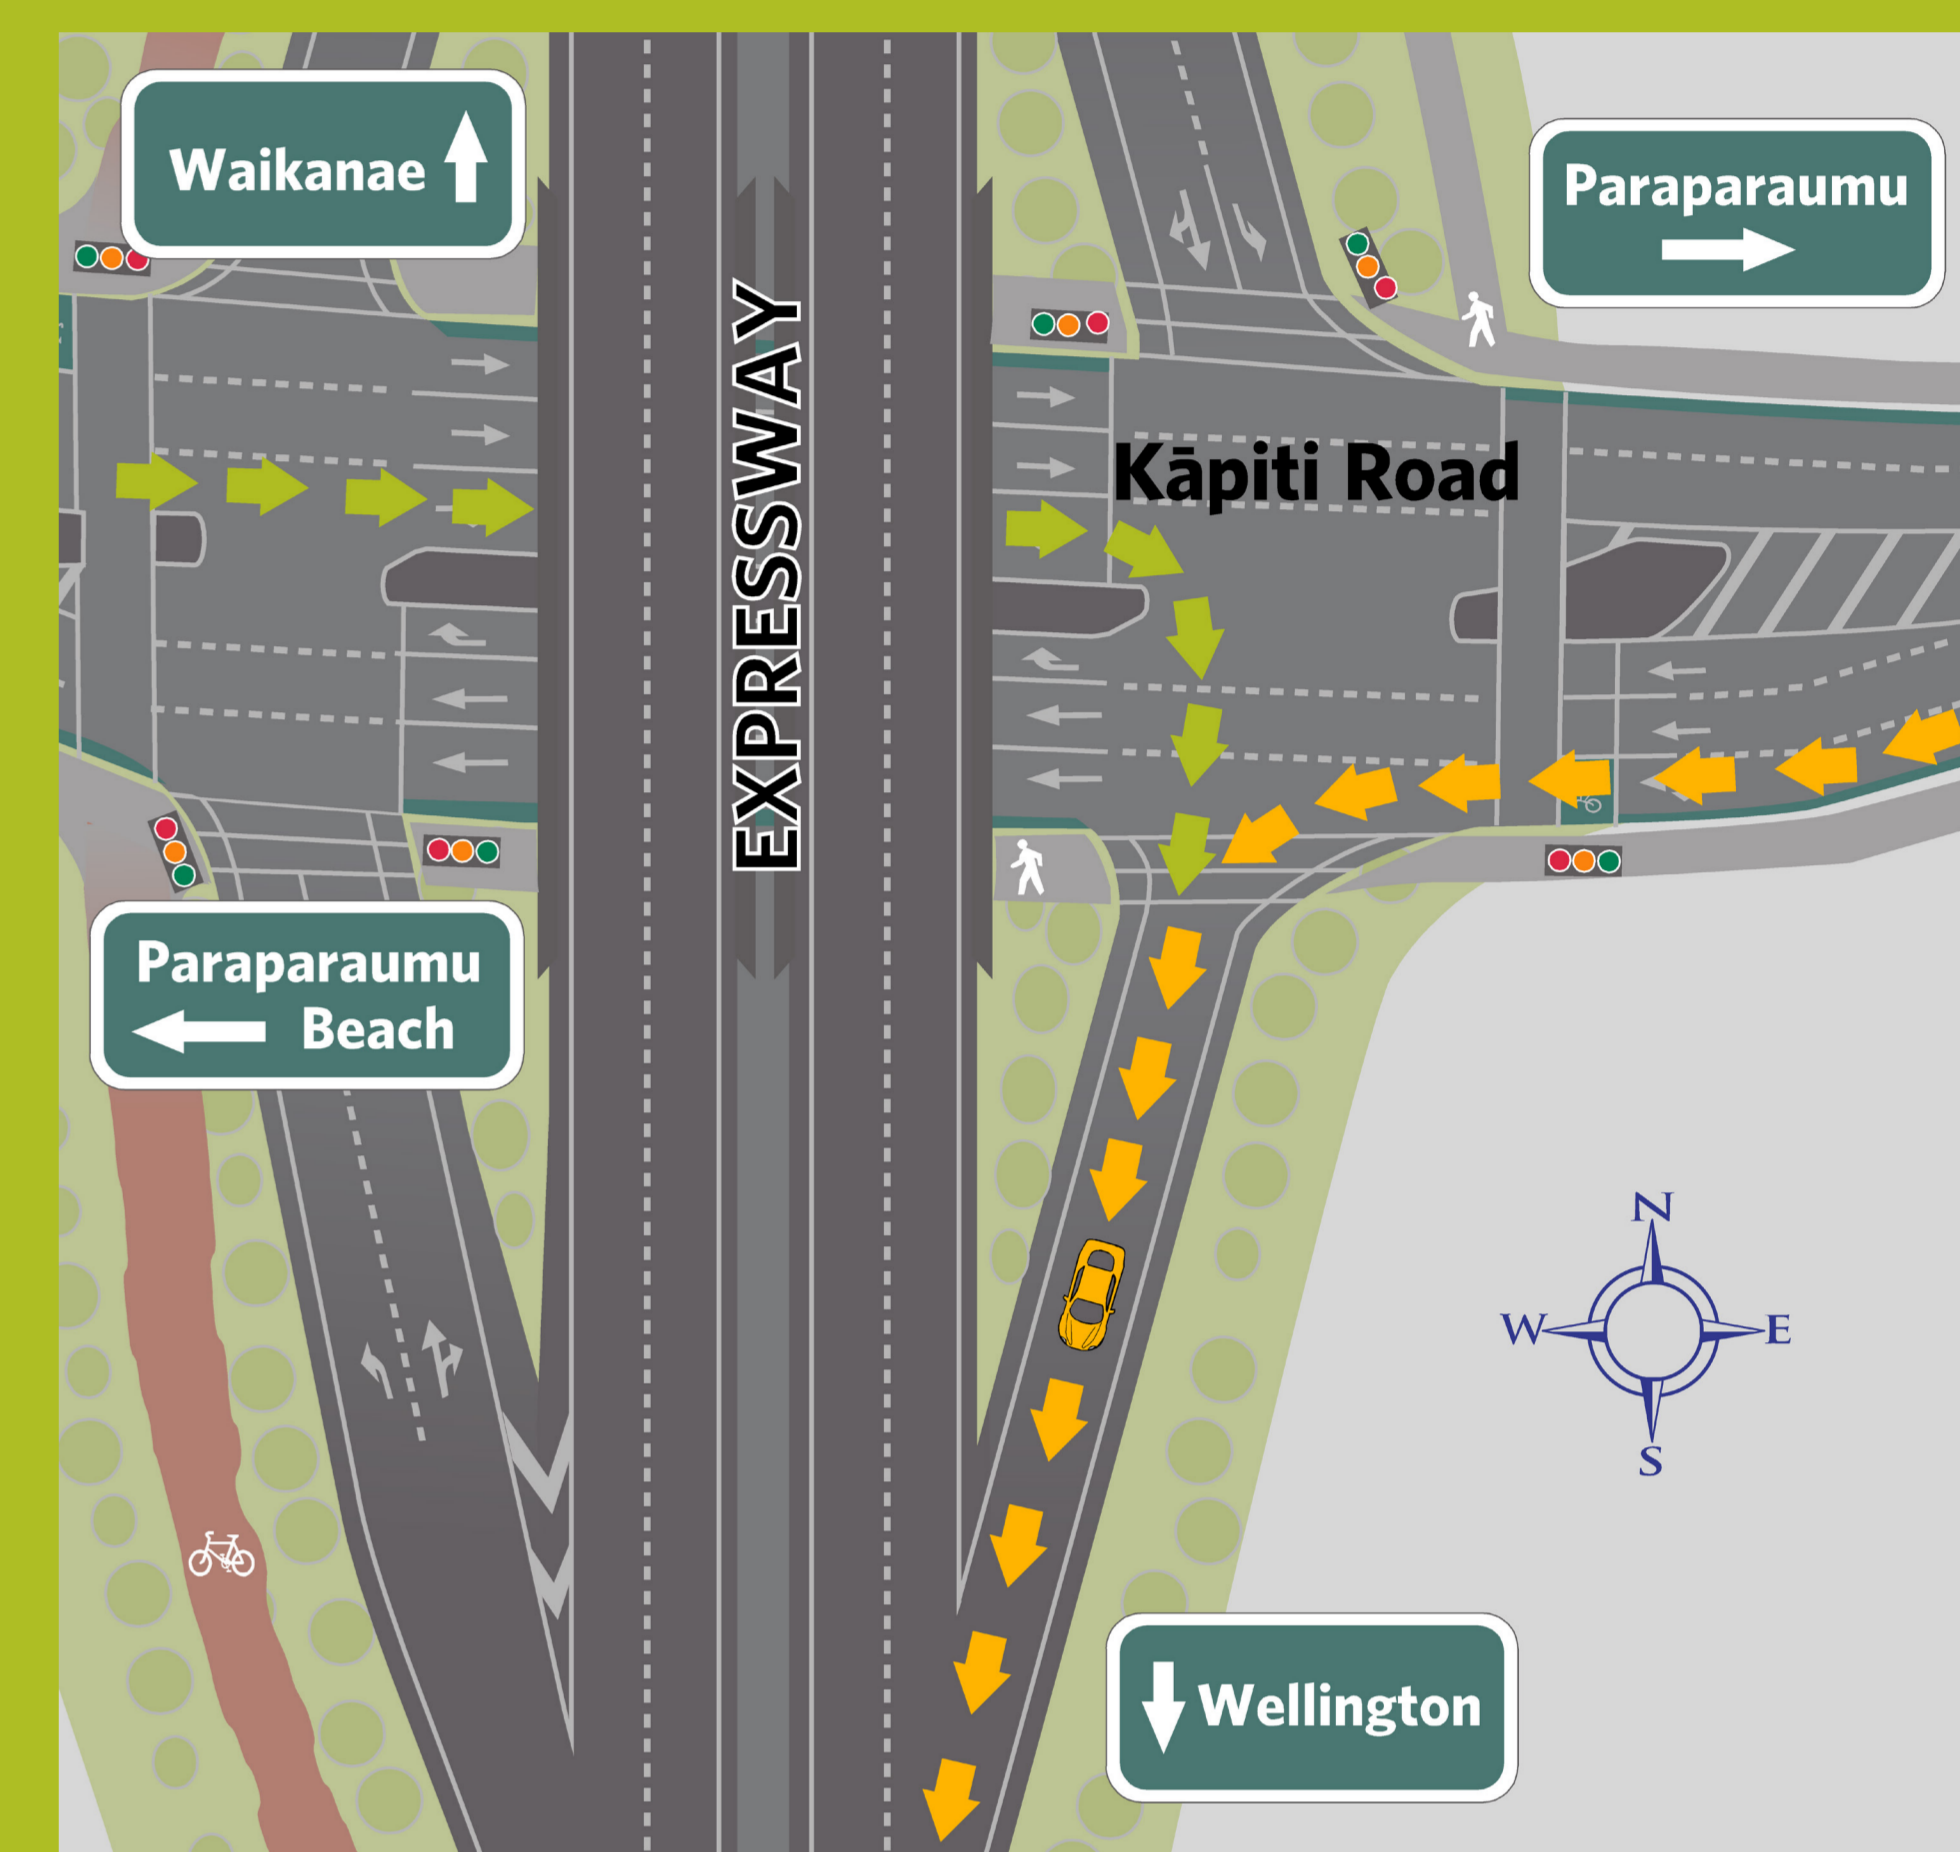 Waikanae
Paraparaumu
EXPRESSWAY
Kāpiti Road
Paraparaumu
Beach
N
W
E
S
Wellington